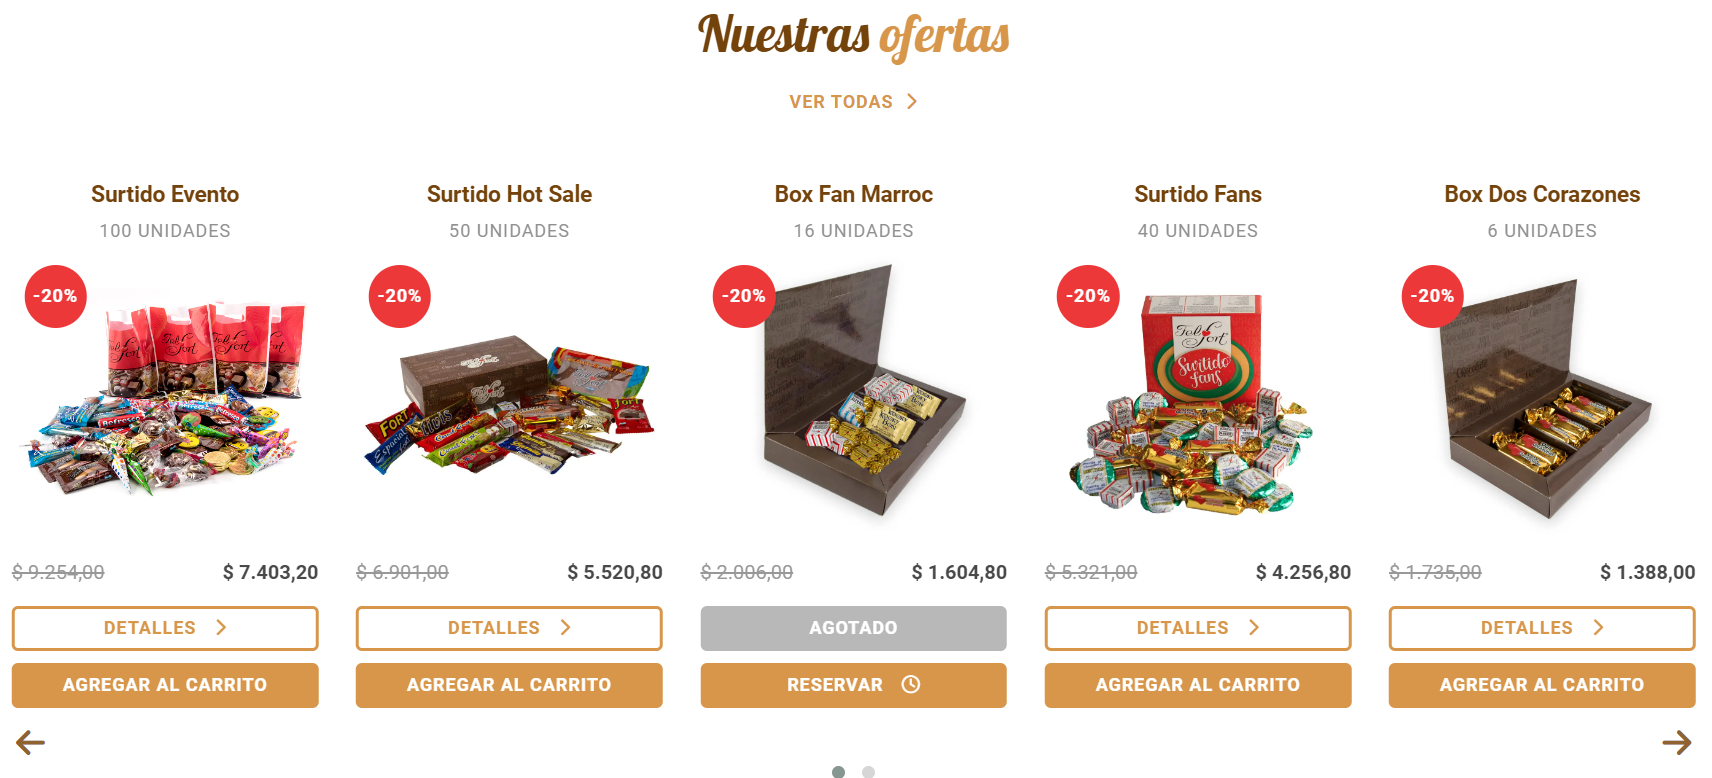 Nuestras ofertas
VER TODAS
Surtido Evento
100 UNIDADES
-20%
$ 9.254,00
$ 7.403,20
DETALLES
AGREGAR AL CARRITO
Surtido Hot Sale
50 UNIDADES
-20%
$ 6.901,00
$ 5.520,80
DETALLES
AGREGAR AL CARRITO
Box Fan Marroc
16 UNIDADES
-20%
$ 2.006,00
$ 1.604,80
AGOTADO
RESERVAR
Surtido Fans
40 UNIDADES
-20%
Fel Fort
Surtido
fans
$ 5.321,00
$ 4.256,80
DETALLES
AGREGAR AL CARRITO
Box Dos Corazones
6 UNIDADES
-20%
$ 1.735,00
$ 1.388,00
DETALLES
AGREGAR AL CARRITO